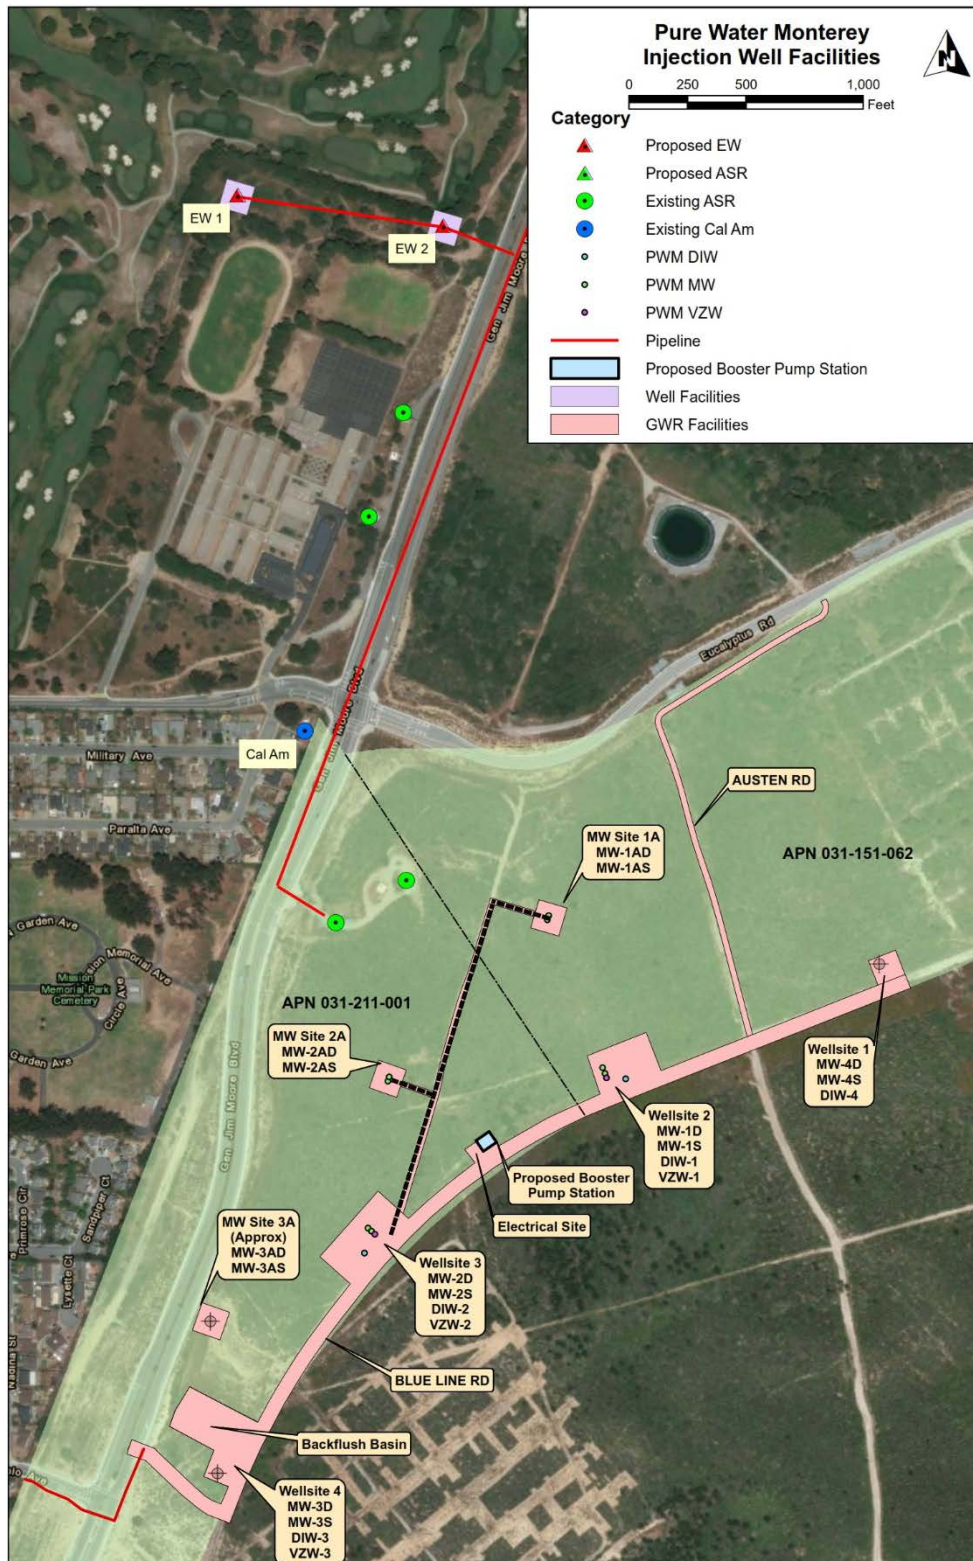 Pure Water Monterey
Injection Well Facilities
N
0 250 500 1,000
Feet
Category
Proposed EW
Proposed ASR
Existing ASR
Existing Cal Am
PWM DIW
PWM MW
PWM VZW
Pipeline
Proposed Booster Pump Station
Well Facilities
GWR Facilities
EW 1
EW 2
Gen Jim Moore B
Eucalyptus Rd
Gen Jim Moore Blvd
Cal Am
Military Ave
Paralta Ave
AUSTEN RD
MW Site 1A
MW-1AD
MW-1AS
APN 031-151-062
Garden Ave
Mission Memorial Ave
Mission
Memorial Park
Cemetery
Circle Ave
Garden Ave
APN 031-211-001
MW Site 2A
MW-2AD
MW-2AS
Gen Jim Moore Blvd
Wellsite 1
MW-4D
MW-4S
DIW-4
Wellsite 2
MW-1D
MW-1S
DIW-1
VZW-1
Proposed Booster
Pump Station
Electrical Site
Primrose Cir
Sandpiper Ct
Lysette Ct
Nadina St
MW Site 3A
(Approx)
MW-3AD
MW-3AS
Wellsite 3
MW-2D
MW-2S
DIW-2
VZW-2
BLUE LINE RD
Backflush Basin
Wellsite 4
MW-3D
MW-3S
DIW-3
VZW-3
Ave